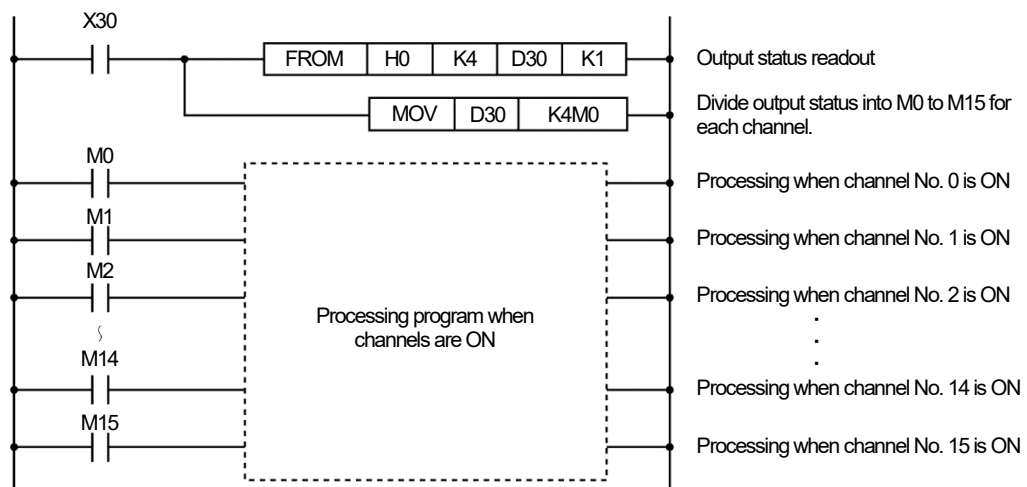 X30
FROM H0 K4 D30 K1 Output status readout
MOV D30 K4M0 Divide output status into M0 to M15 for
each channel.
M0
Processing when channel No. 0 is ON
M1
Processing when channel No. 1 is ON
M2
Processing when channel No. 2 is ON
Processing program when
channels are ON
M14
Processing when channel No. 14 is ON
M15
Processing when channel No. 15 is ON